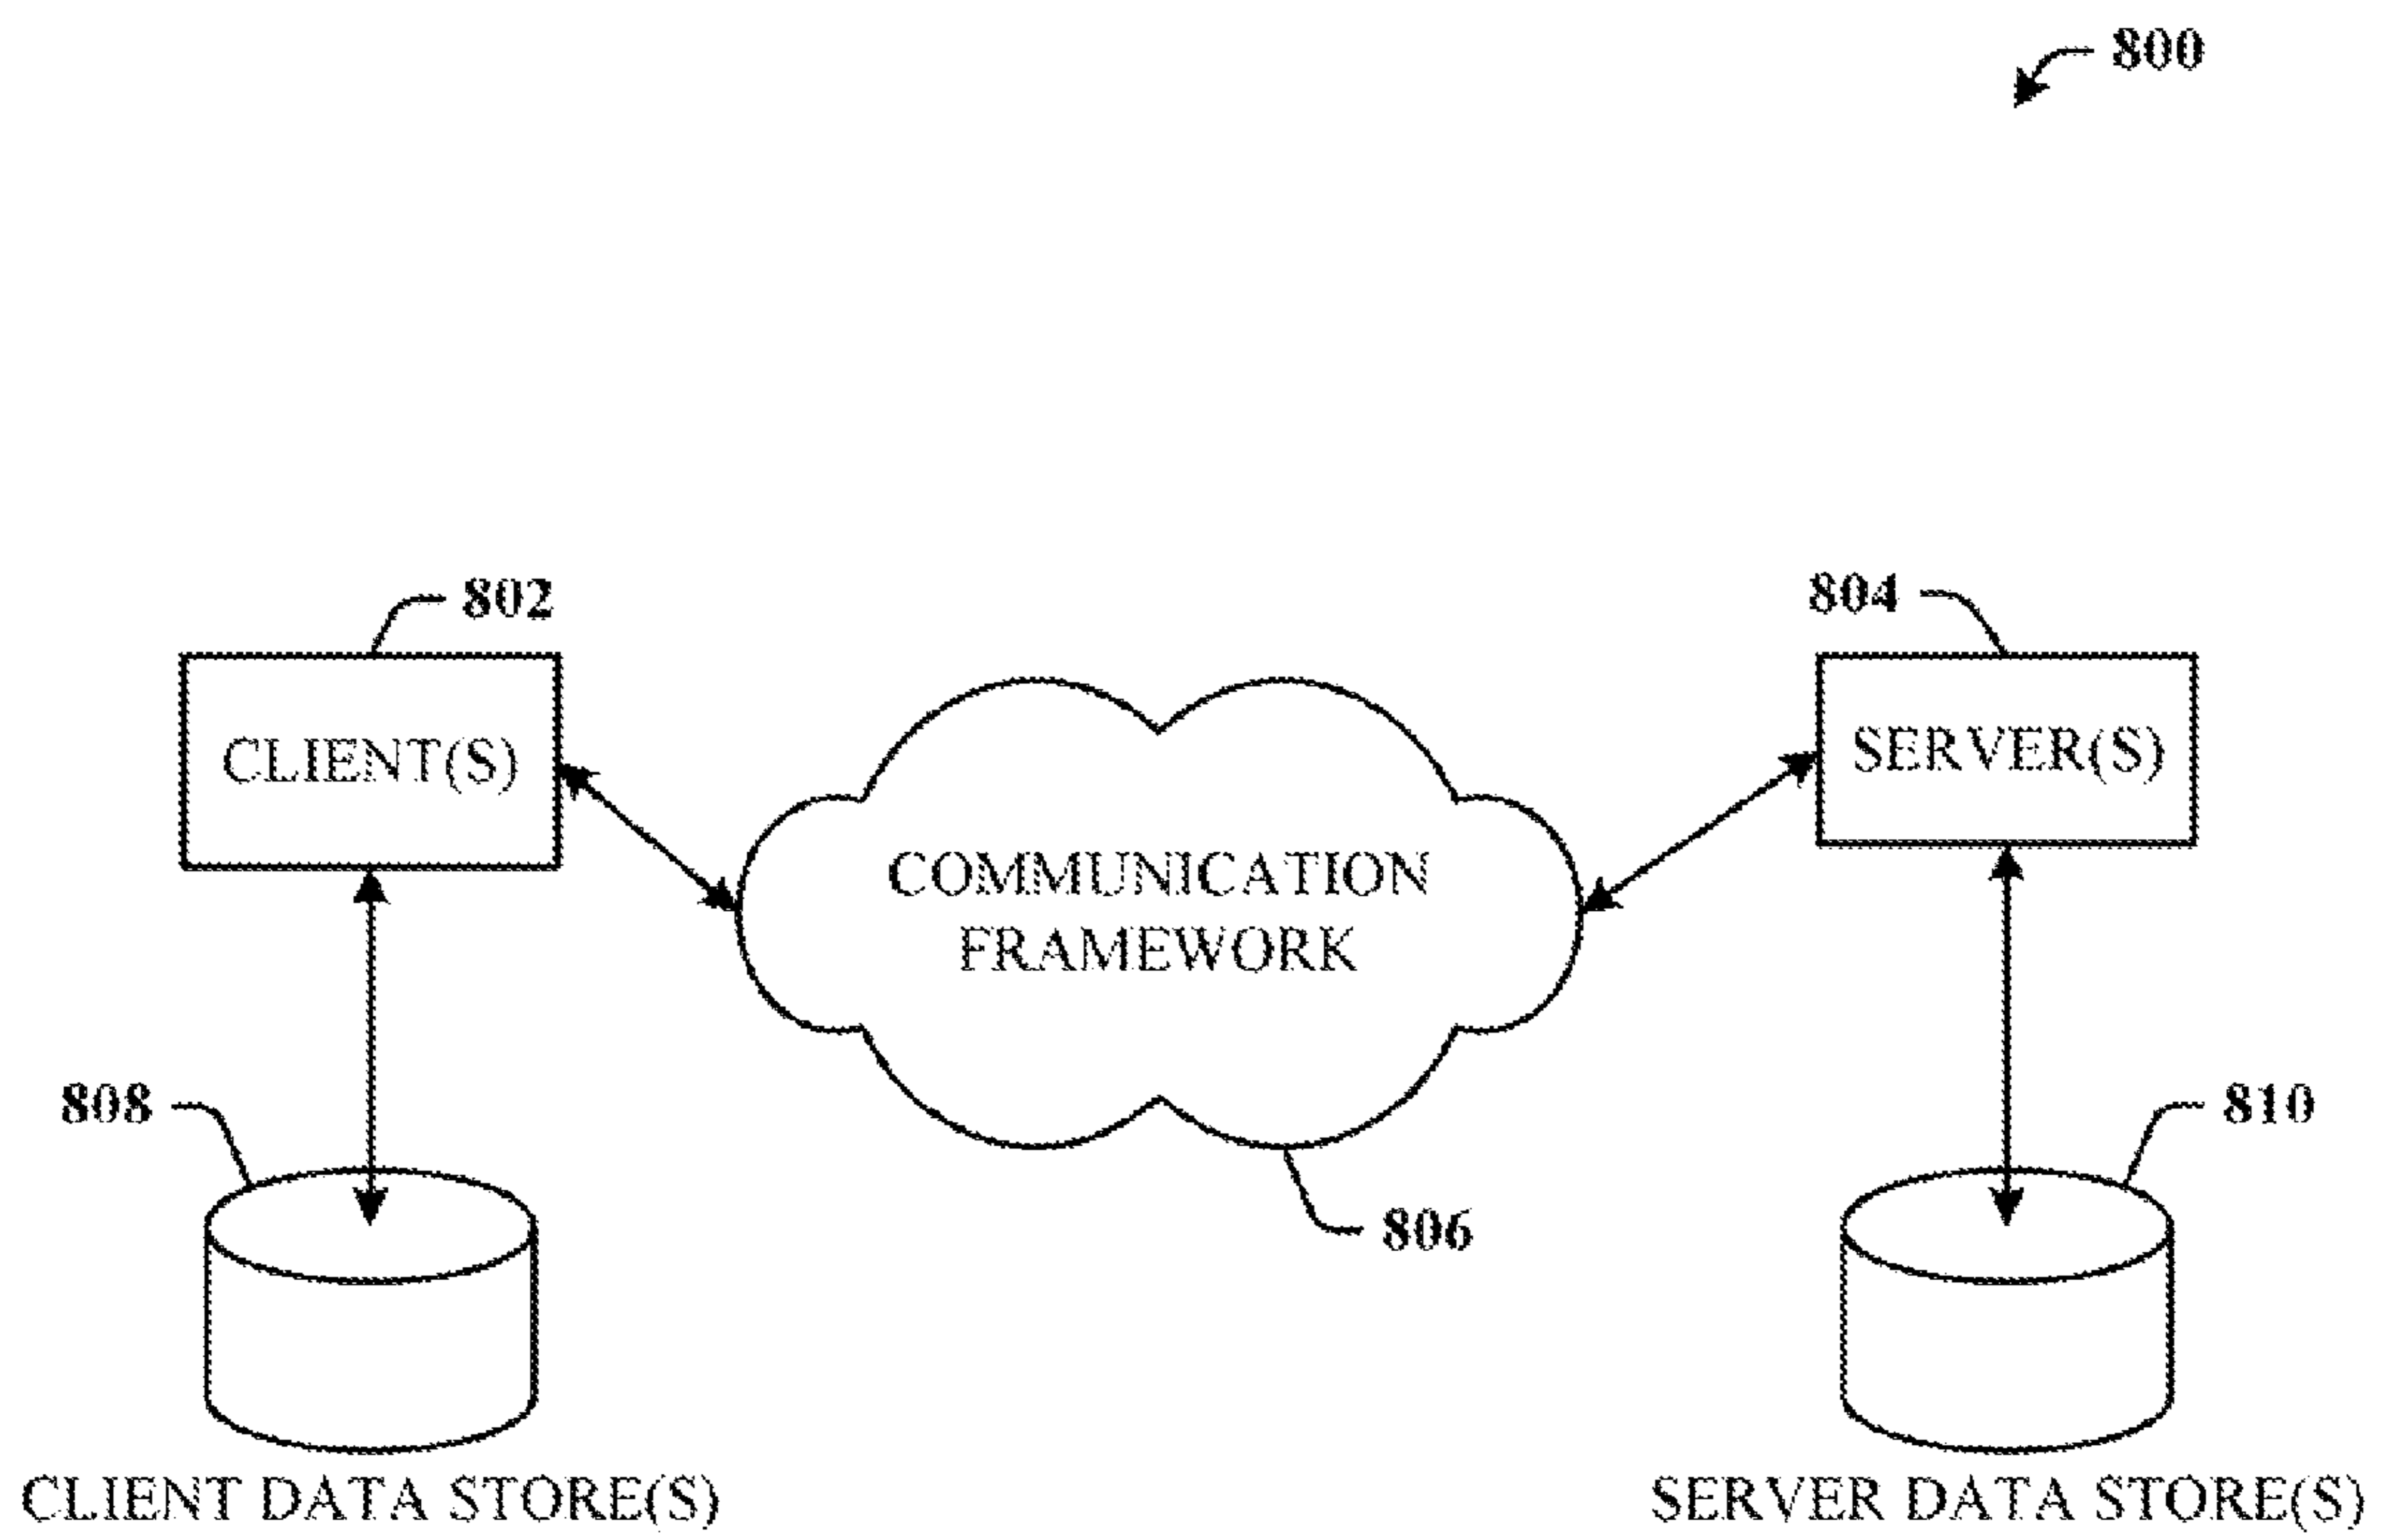 800
802
804
CLIENT(S)
SERVER(S)
COMMUNICATION
FRAMEWORK
808
810
806
CLIENT DATA STORE(S)
SERVER DATA STORE(S)